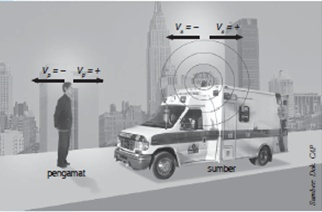 Vs = − Vs = +
Vp = − Vp = +
pengamat
sumber
Sumber: Dok. CAP